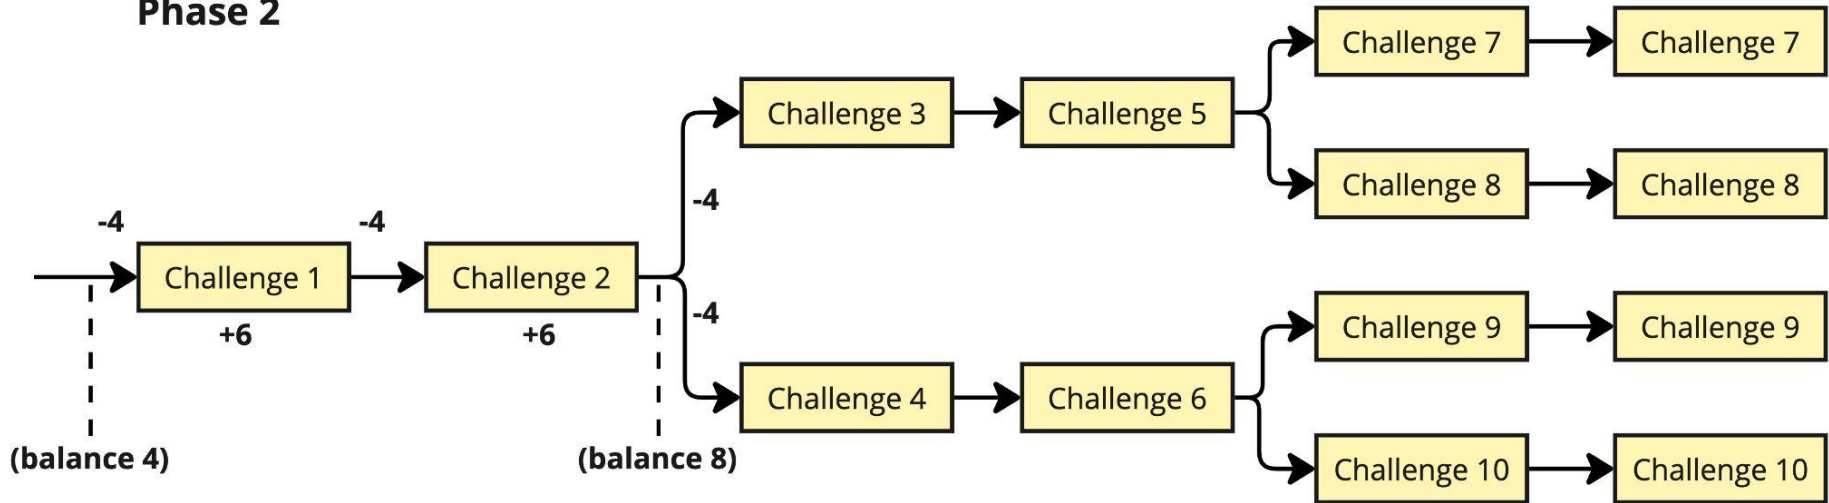 Phase 2
Challenge 7
Challenge 7
Challenge 3
Challenge 5
Challenge 8
Challenge 8
-4
-4
-4
Challenge 1
Challenge 2
+6
+6
-4
Challenge 9
Challenge 9
Challenge 4
Challenge 6
(balance 4)
(balance 8)
Challenge 10
Challenge 10